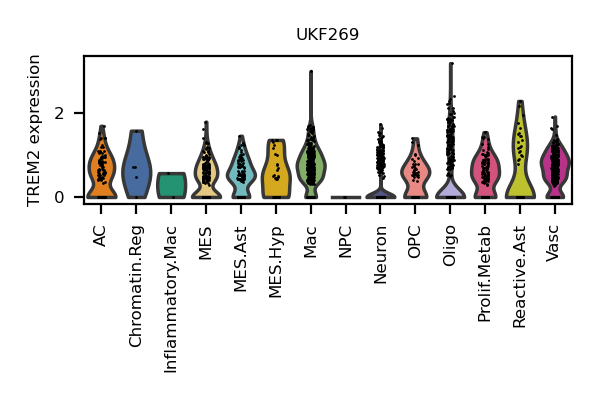 UKF269
TREM2 expression
2
0
AC
Chromatin.Reg
Inflammatory.Mac
MES
MES.Ast
MES.Hyp
Mac
NPC
Neuron
OPC
Oligo
Prolif.Metab
Reactive.Ast
Vasc